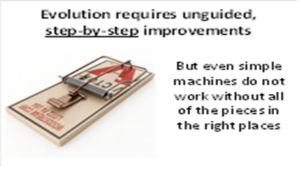 Evolution requires unguided,
step-by-step improvements
But even simple
machines do not
work without all
of the pieces in
the right places